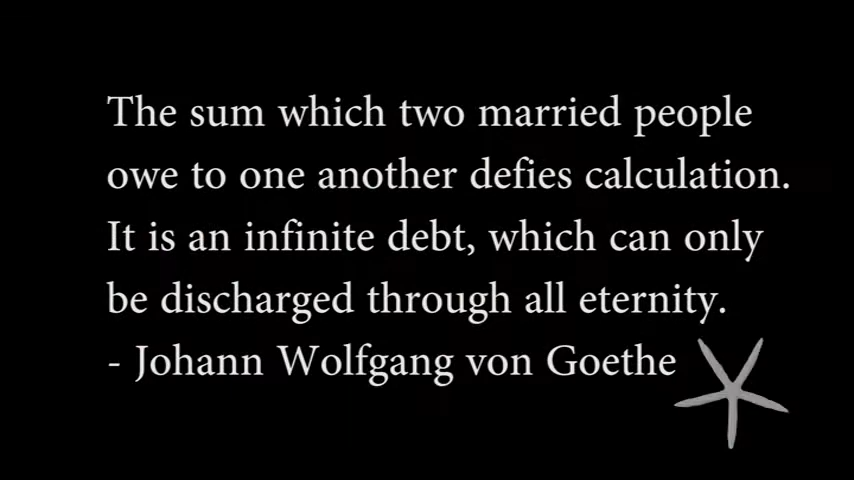 The sum which two married people
owe to one another defies calculation.
It is an infinite debt, which can only
be discharged through all eternity.
- Johann Wolfgang von Goethe